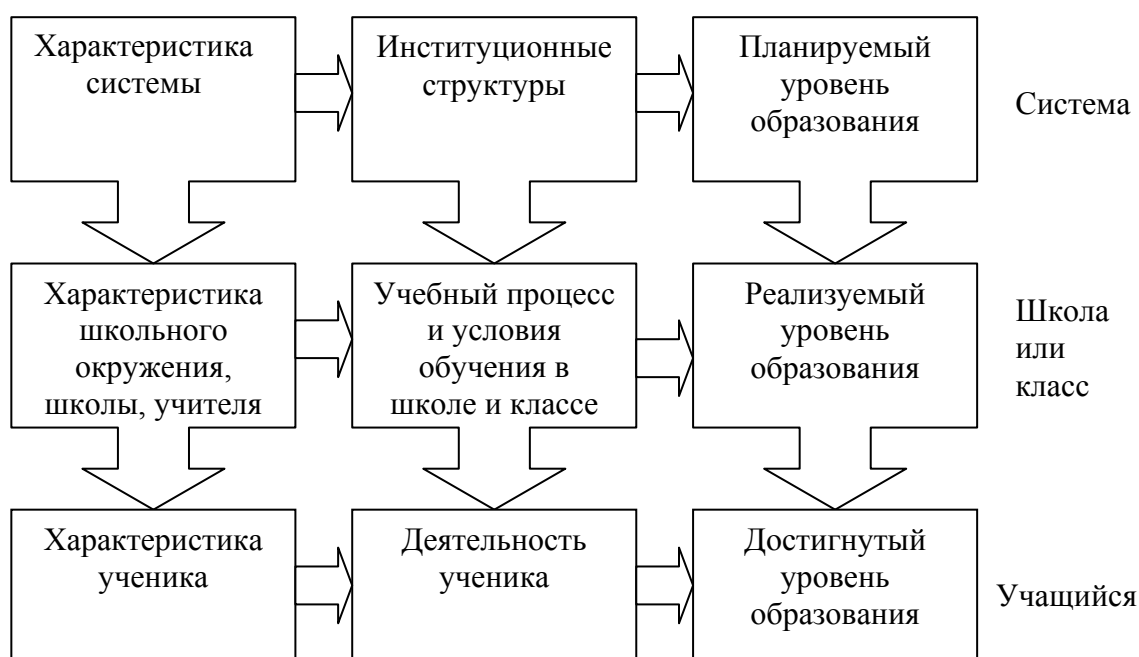 Характеристика
системы
Институционные
структуры
Планируемый
уровень
образования
Система
Характеристика
школьного
окружения,
школы, учителя
Учебный процесс
и условия
обучения в
школе и классе
Реализуемый
уровень
образования
Школа
или
класс
Характеристика
ученика
Деятельность
ученика
Достигнутый
уровень
образования
Учащийся